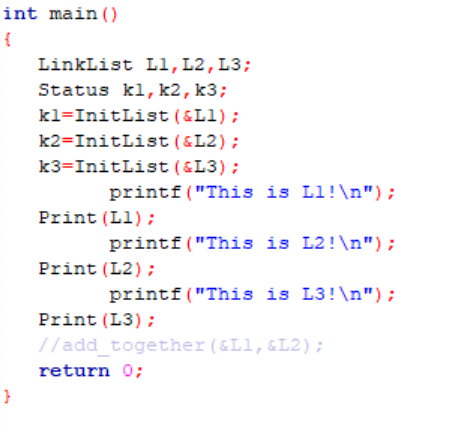 int main()
{
LinkList L1,L2,L3;
Status k1,k2,k3;
k1=InitList(&L1);
k2=InitList(&L2);
k3=InitList(&L3);
printf("This is L1!\n");
Print(L1);
printf("This is L2!\n");
Print(L2);
printf("This is L3!\n");
Print(L3);
//add_together(&L1,&L2);
return 0;
}